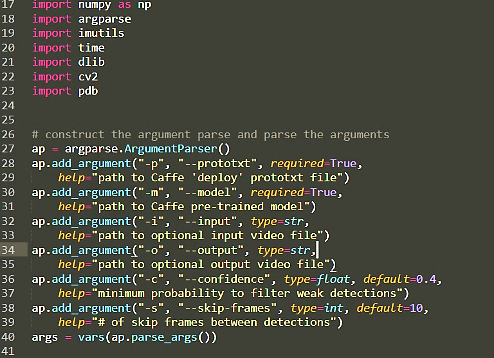 17 import numpy as np
18 import argparse
19 import imutils
20 import time
21 import dlib
22 import cv2
23 import pdb
24
25
26 # construct the argument parse and parse the arguments
27 ap = argparse.ArgumentParser()
28 ap.add_argument("-p", "--prototxt", required=True,
29     help="path to Caffe 'deploy' prototxt file")
30 ap.add_argument("-m", "--model", required=True,
31     help="path to Caffe pre-trained model")
32 ap.add_argument("-i", "--input", type=str,
33     help="path to optional input video file")
34 ap.add_argument("-o", "--output", type=str,
35     help="path to optional output video file")
36 ap.add_argument("-c", "--confidence", type=float, default=0.4,
37     help="minimum probability to filter weak detections")
38 ap.add_argument("-s", "--skip-frames", type=int, default=10,
39     help="# of skip frames between detections")
40 args = vars(ap.parse_args())
41